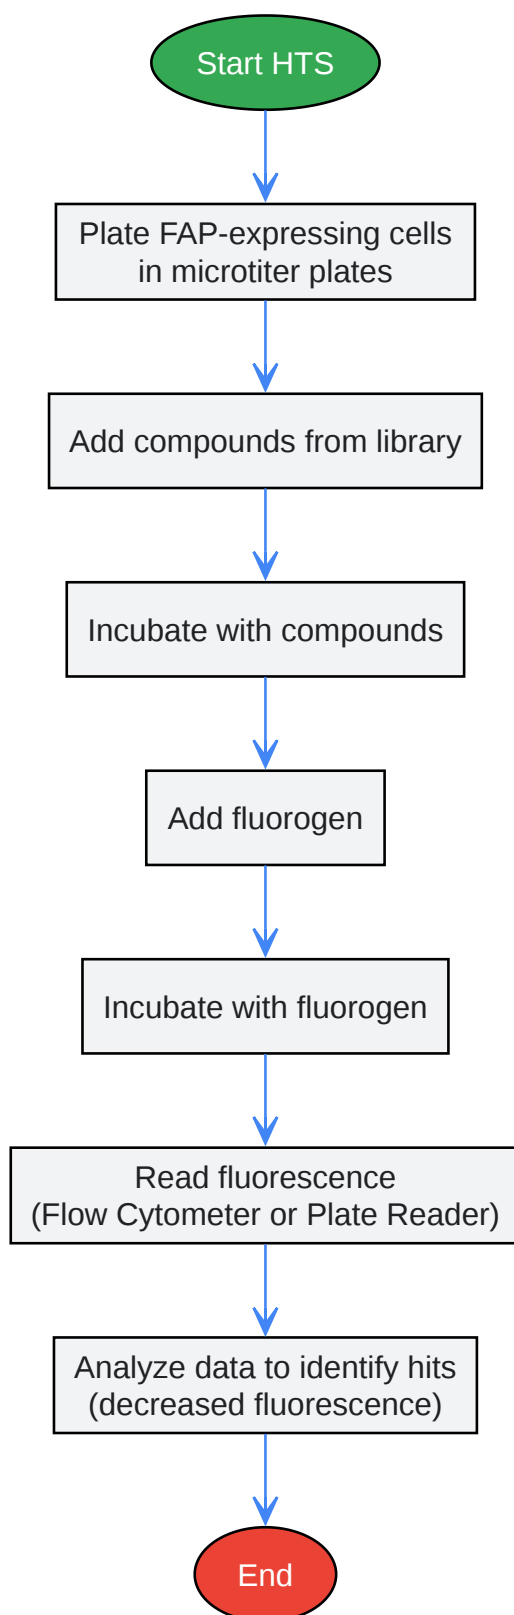 Start HTS
Plate FAP-expressing cells
in microtiter plates
Add compounds from library
Incubate with compounds
Add fluorogen
Incubate with fluorogen
Read fluorescence
(Flow Cytometer or Plate Reader)
Analyze data to identify hits
(decreased fluorescence)
End